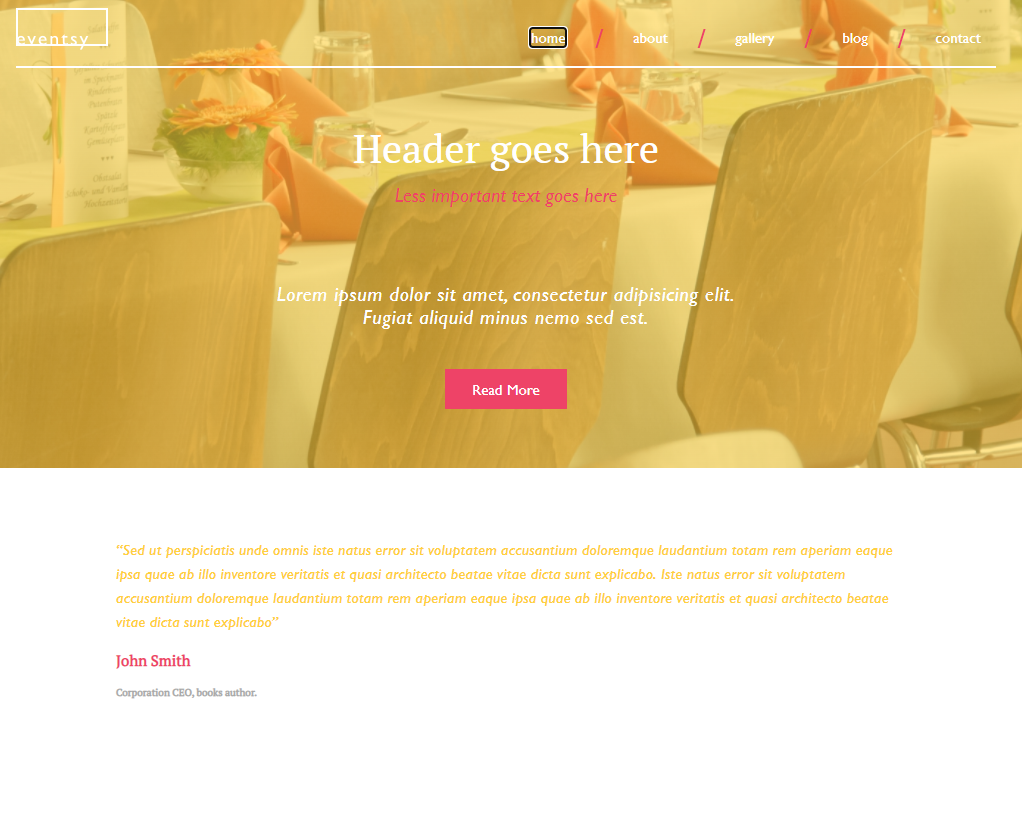 eventsy
home / about / gallery / blog / contact
Header goes here
Less important text goes here
Lorem ipsum dolor sit amet, consectetur adipisicing elit.
Fugiat aliquid minus nemo sed est.
Read More
“Sed ut perspiciatis unde omnis iste natus error sit voluptatem accusantium doloremque laudantium totam rem aperiam eaque
ipsa quae ab illo inventore veritatis et quasi architecto beatae vitae dicta sunt explicabo. Iste natus error sit voluptatem
accusantium doloremque laudantium totam rem aperiam eaque ipsa quae ab illo inventore veritatis et quasi architecto beatae
vitae dicta sunt explicabo”
John Smith
Corporation CEO, books author.